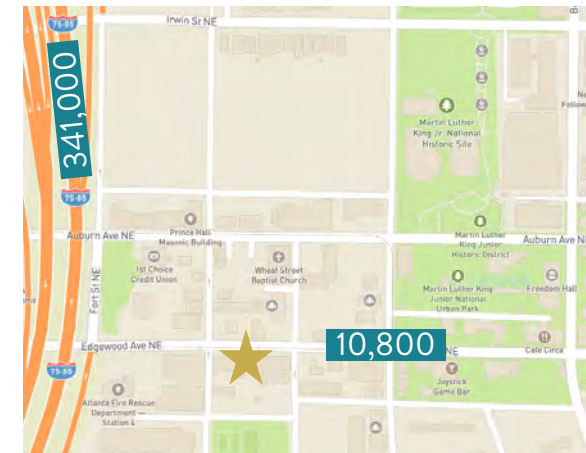 75-85
Irwin St NE
341,000
Martin Luther
King Jr. National
Historic Site
Follow
75-85
Prince Hall
Masonic Building
Auburn Ave NE
Martin Luther
King Junior
Historic District
Auburn Ave N
1st Choice
Credit Union
Wheat Street
Baptist Church
Fort St NE
Martin Luther King
Junior National
Urban Park
Freedom Hall
Edgewood Ave NE
10,800
NE
Cafe Circa
75-85
Joystick
Game Bar
Atlanta Fire Rescue
Department —
Station 4